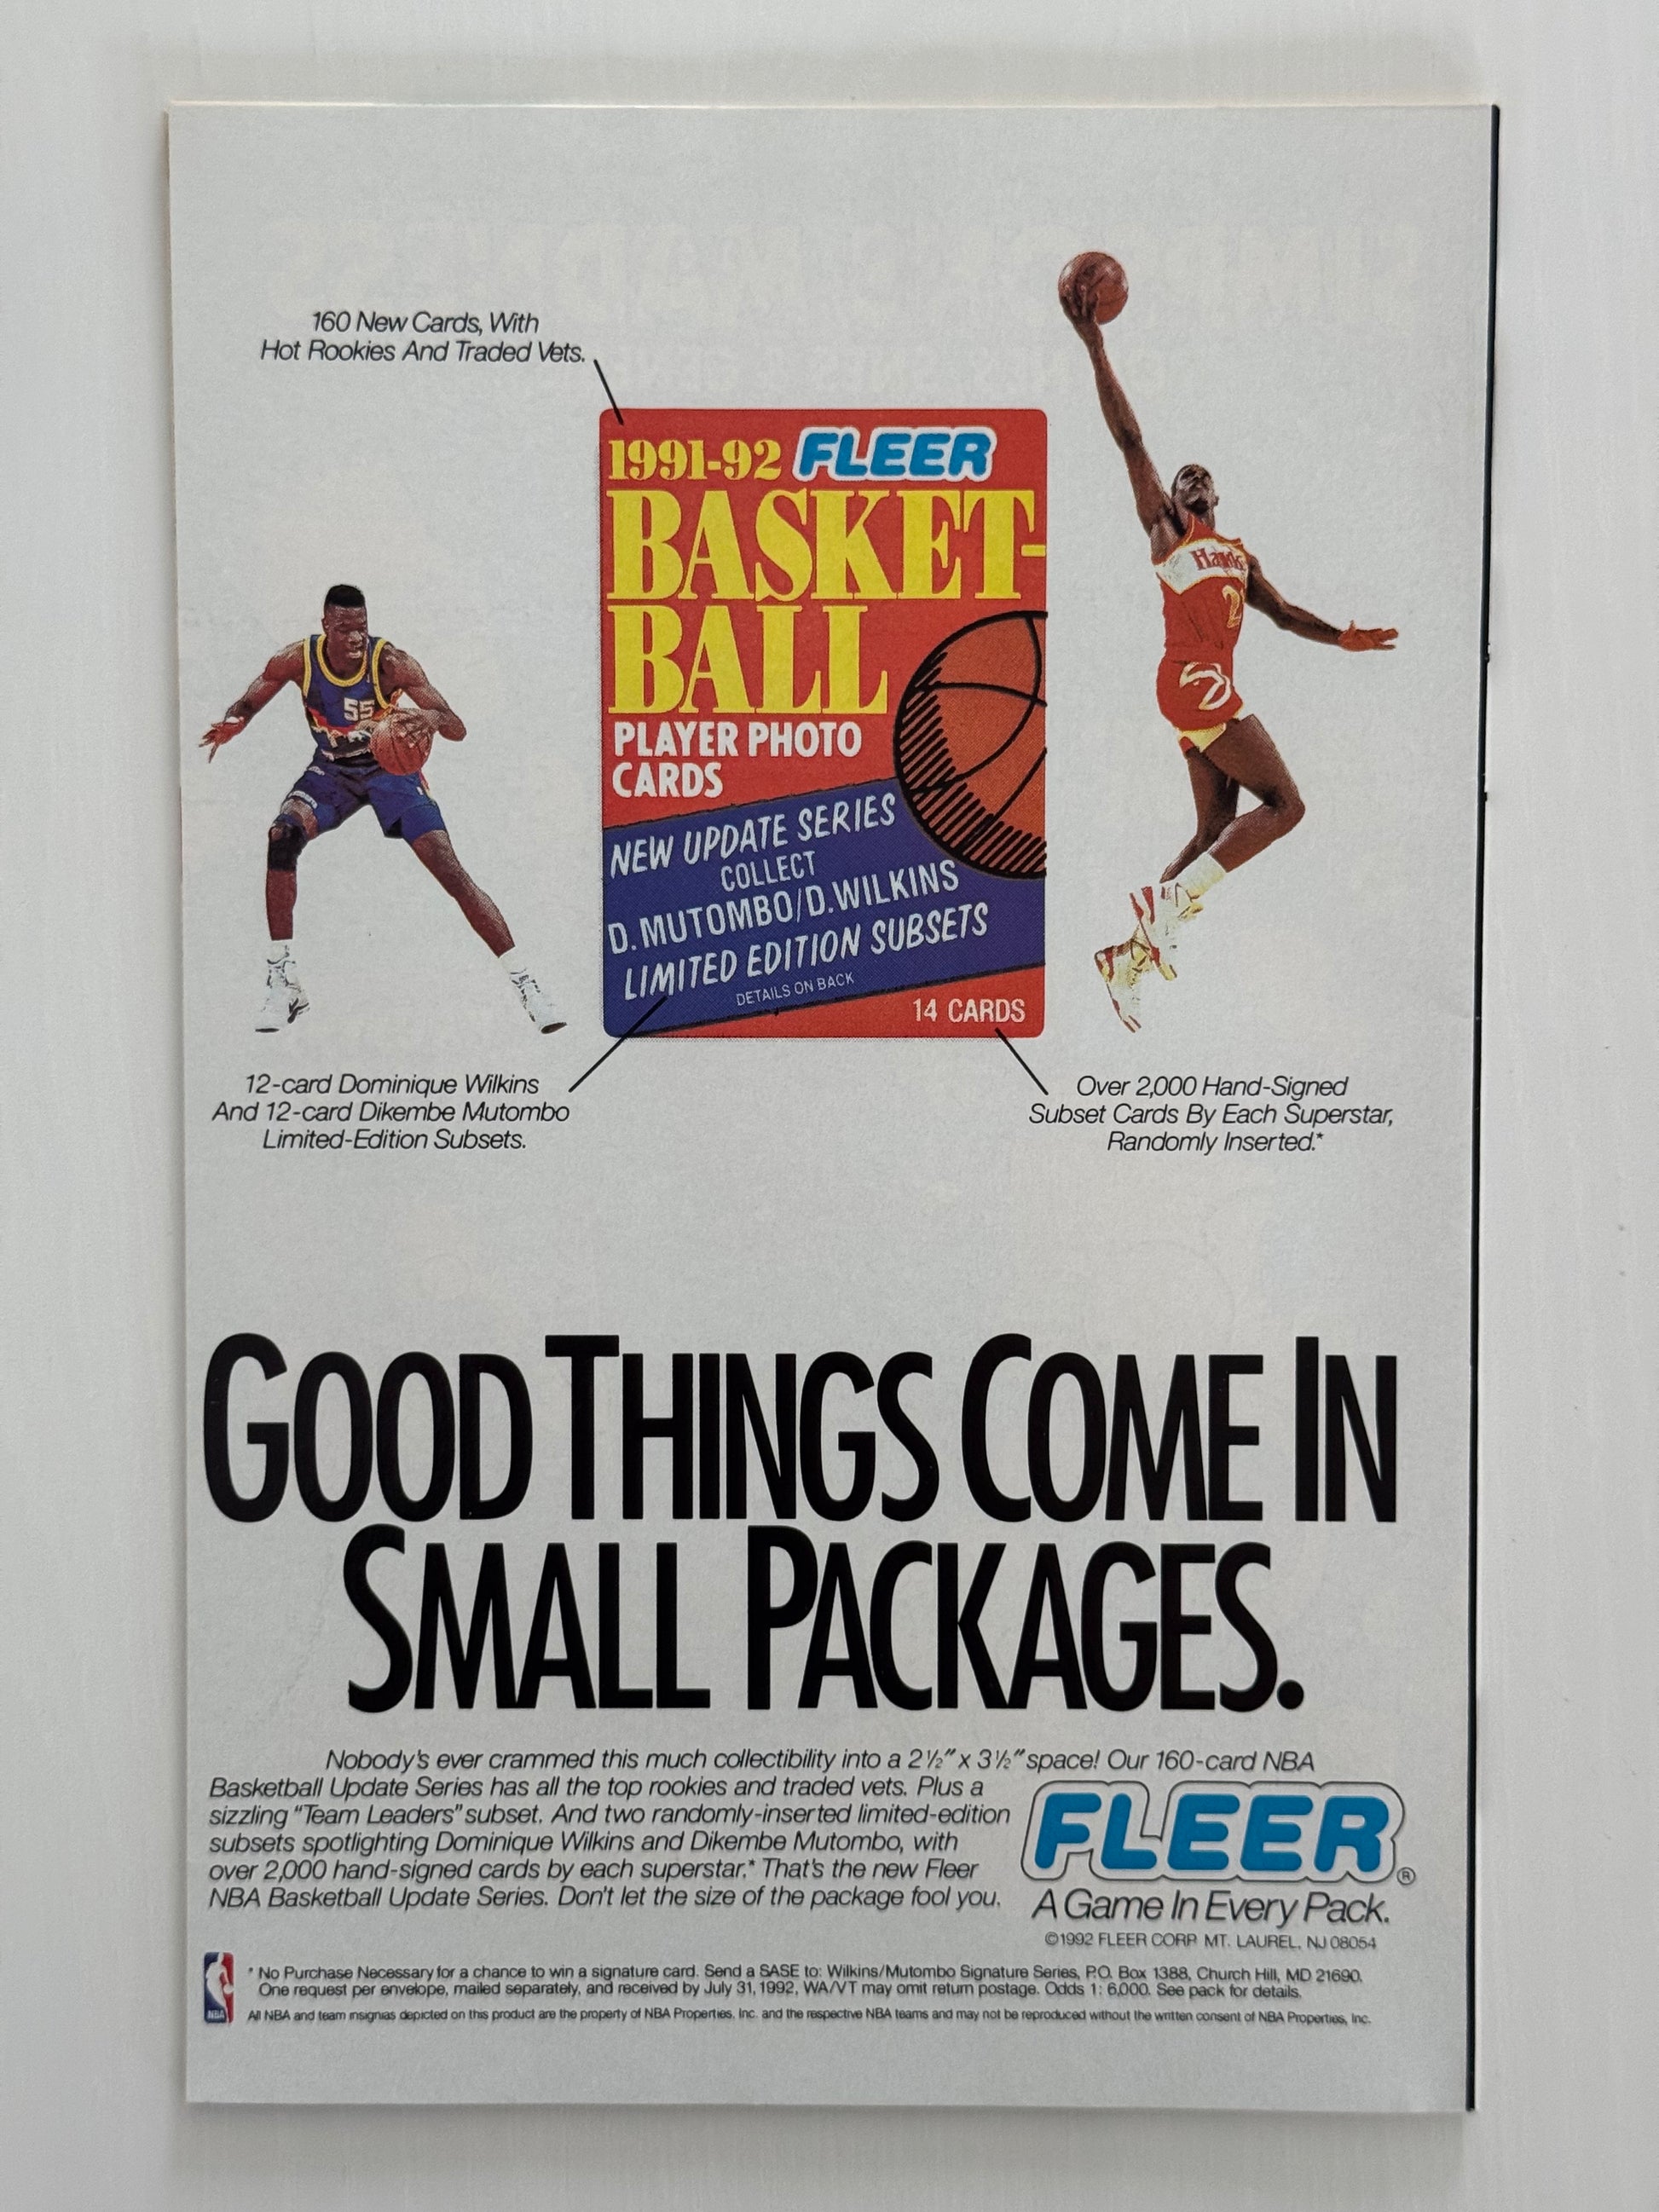 160 New Cards, With
Hot Rookies And Traded Vets.
1991-92 FLEER
BASKET-
BALL
PLAYER PHOTO
CARDS
NEW UPDATE SERIES
COLLECT
D. MUTOMBO/D. WILKINS
LIMITED EDITION SUBSETS
DETAILS ON BACK
14 CARDS
55
Hawks
2
12-card Dominique Wilkins
And 12-card Dikembe Mutombo
Limited-Edition Subsets.
Over 2,000 Hand-Signed
Subset Cards By Each Superstar,
Randomly Inserted.*
GOOD THINGS COME IN
SMALL PACKAGES.
Nobody's ever crammed this much collectibility into a 2½" x 3½" space! Our 160-card NBA
Basketball Update Series has all the top rookies and traded vets. Plus a
sizzling "Team Leaders" subset. And two randomly-inserted limited-edition
subsets spotlighting Dominique Wilkins and Dikembe Mutombo, with
over 2,000 hand-signed cards by each superstar.* That's the new Fleer
NBA Basketball Update Series. Don't let the size of the package fool you.
FLEER®
A Game In Every Pack.
©1992 FLEER CORP. MT. LAUREL, NJ 08054
NBA
* No Purchase Necessary for a chance to win a signature card. Send a SASE to: Wilkins/Mutombo Signature Series, P.O. Box 1388, Church Hill, MD 21690.
One request per envelope, mailed separately, and received by July 31, 1992, WA/VT may omit return postage. Odds 1: 6,000. See pack for details.
All NBA and team insignias depicted on this product are the property of NBA Properties, Inc. and the respective NBA teams and may not be reproduced without the written consent of NBA Properties, Inc.